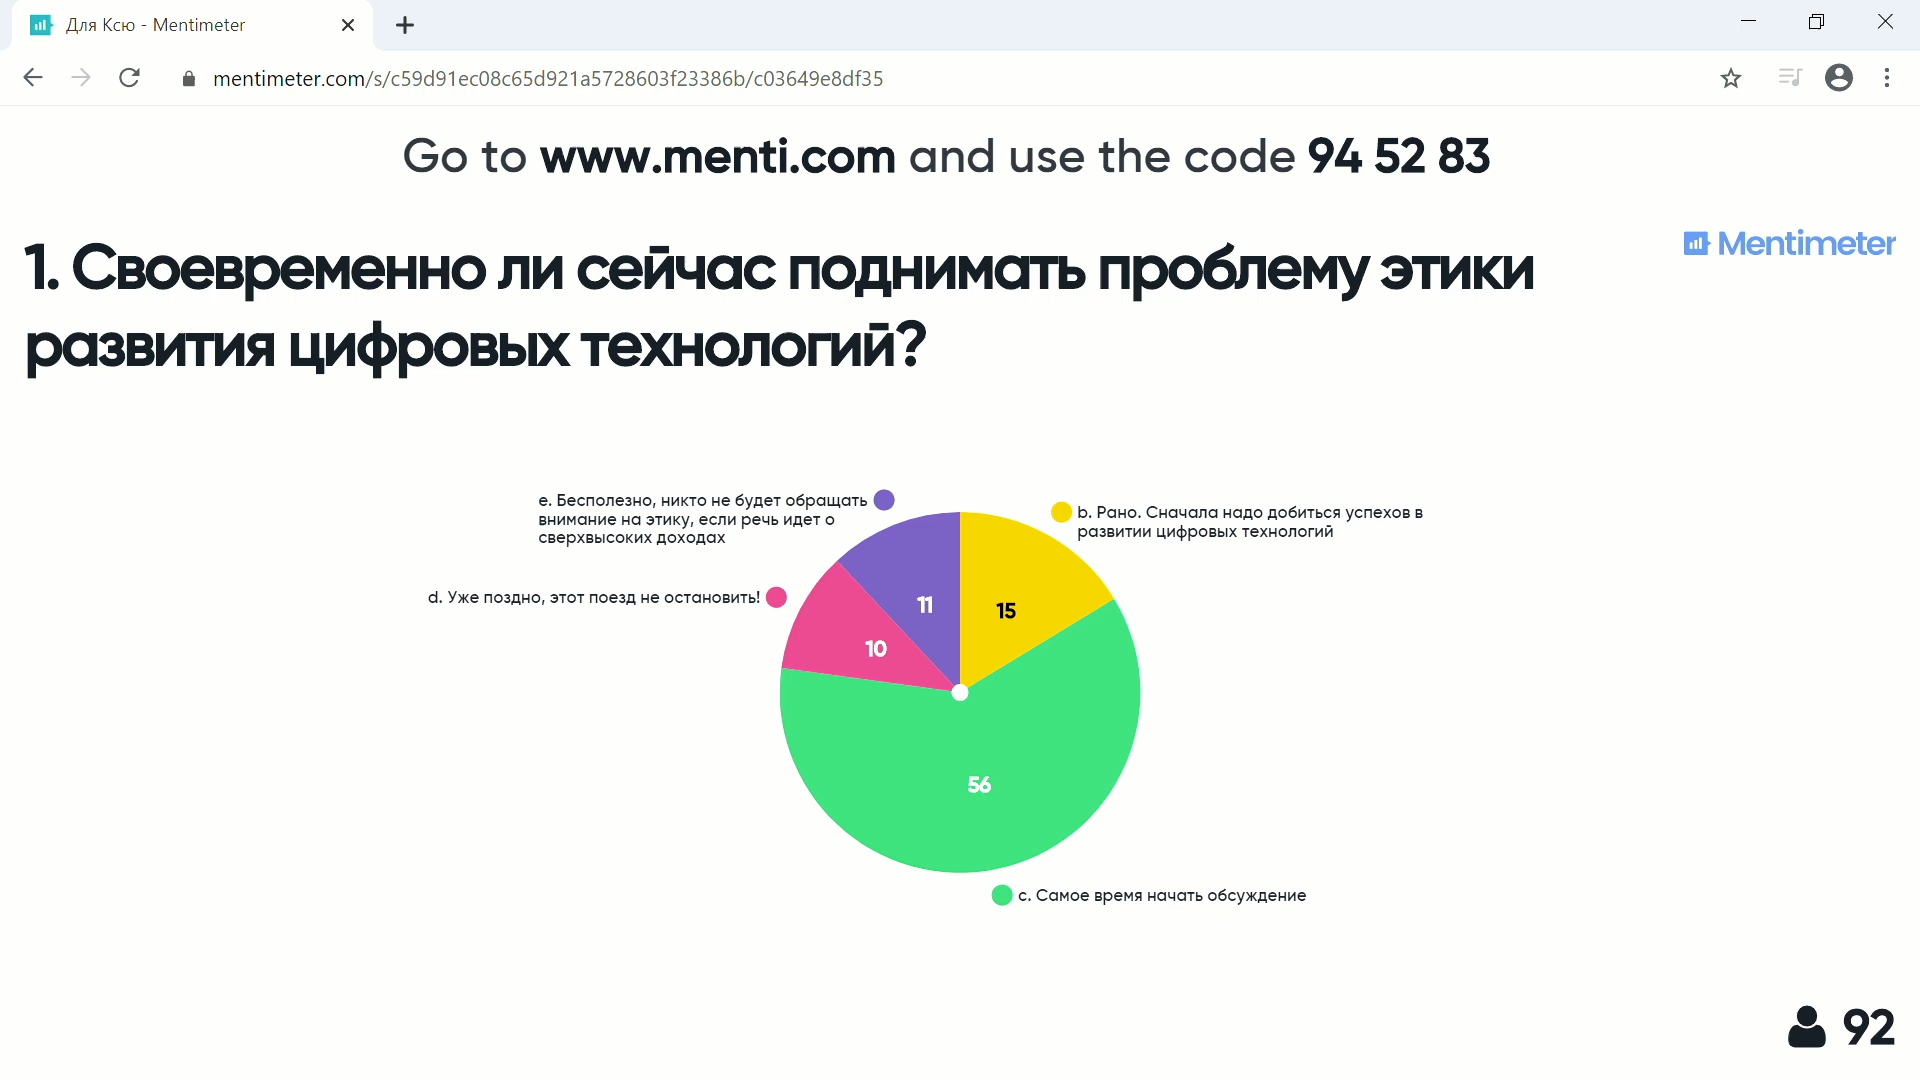 Для Ксю - Mentimeter
mentimeter.com/s/c59d91ec08c65d921a5728603f23386b/c03649e8df35
Go to www.menti.com and use the code 94 52 83
Mentimeter
1. Своевременно ли сейчас поднимать проблему этики
развития цифровых технологий?
e. Бесполезно, никто не будет обращать
внимание на этику, если речь идет о
сверхвысоких доходах
b. Рано. Сначала надо добиться успехов в
развитии цифровых технологий
d. Уже поздно, этот поезд не остановить!
11
15
10
56
c. Самое время начать обсуждение
92